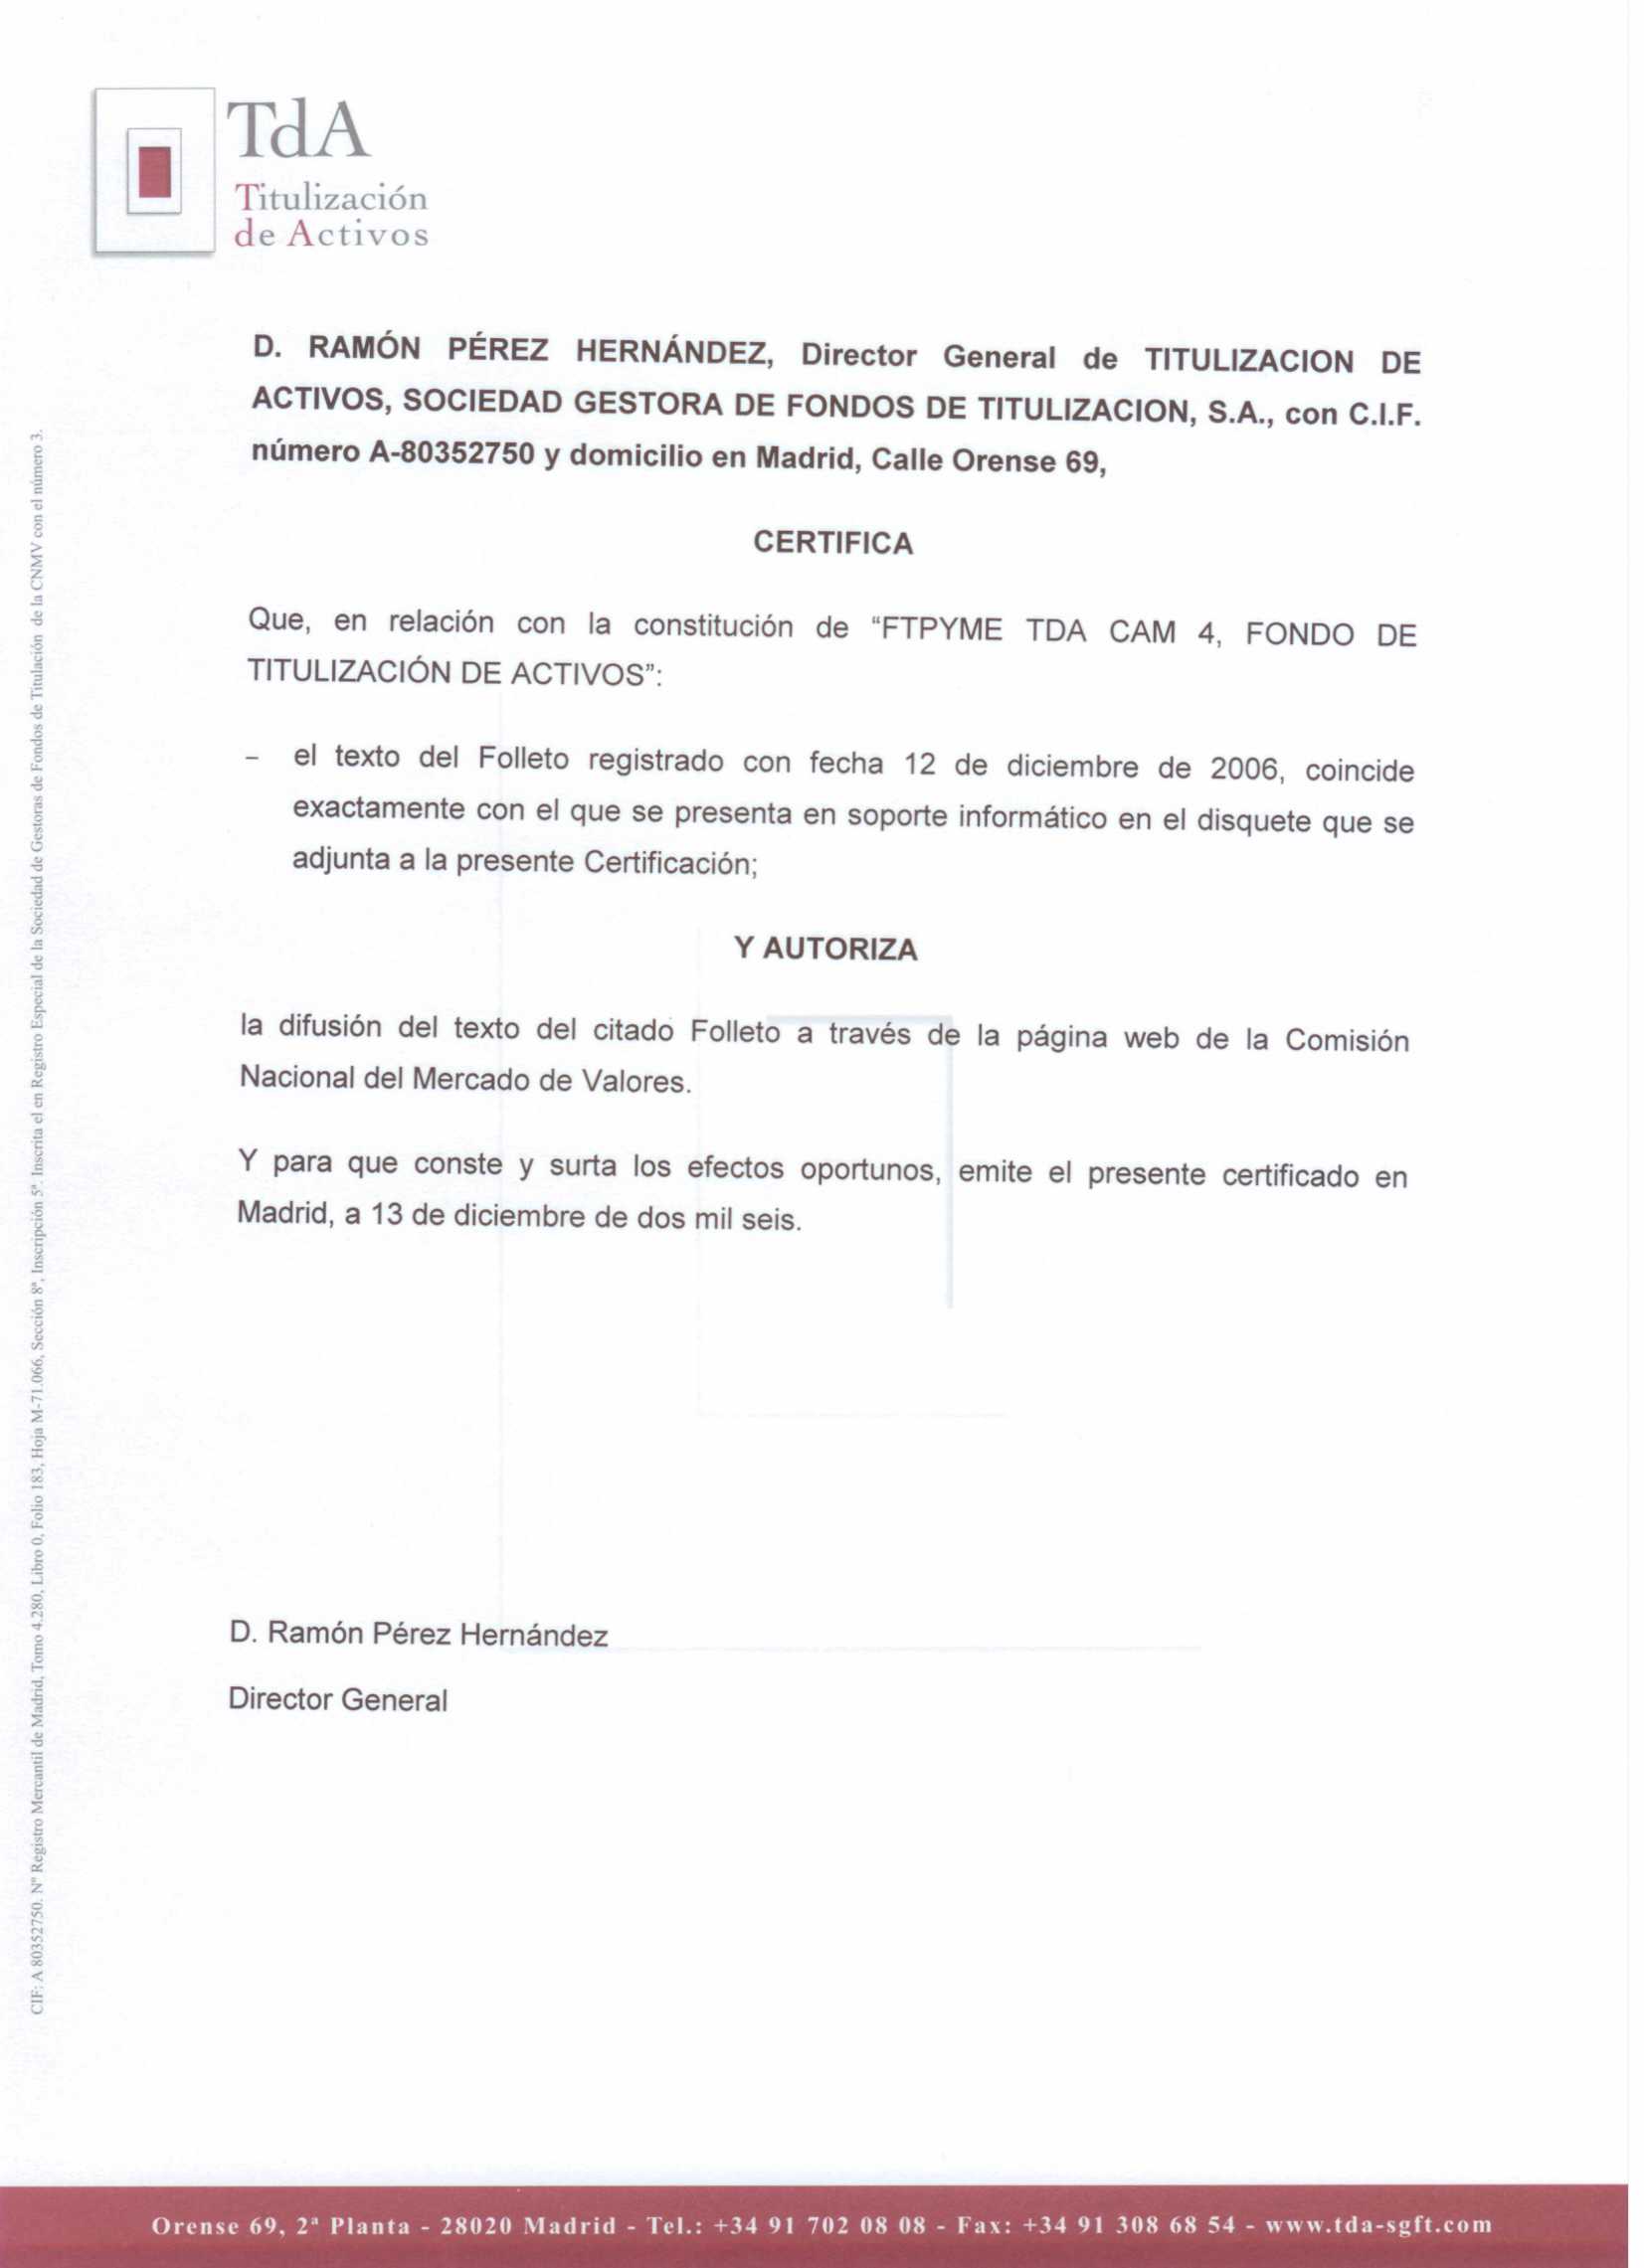 TdA
Titulización
de Activos
D. RAMÓN PÉREZ HERNÁNDEZ, Director General de TITULIZACION DE
ACTIVOS, SOCIEDAD GESTORA DE FONDOS DE TITULIZACION, S.A., con C.I.F.
número A-80352750 y domicilio en Madrid, Calle Orense 69,
CERTIFICA
Que, en relación con la constitución de “FTPYME TDA CAM 4, FONDO DE
TITULIZACIÓN DE ACTIVOS”:
- el texto del Folleto registrado con fecha 12 de diciembre de 2006, coincide
exactamente con el que se presenta en soporte informático en el disquete que se
adjunta a la presente Certificación;
Y AUTORIZA
la difusión del texto del citado Folleto a través de la página web de la Comisión
Nacional del Mercado de Valores.
Y para que conste y surta los efectos oportunos, emite el presente certificado en
Madrid, a 13 de diciembre de dos mil seis.
D. Ramón Pérez Hernández
Director General
CIF: A 80352750. Nº Registro Mercantil de Madrid, Tomo 4.280, Libro 0, Folio 183, Hoja M-71.066, Sección 8ª, Inscripción 5ª. Inscrita el en Registro Especial de la Sociedad de Gestoras de Fondos de Titulación de la CNMV con el número 3.
Orense 69, 2ª Planta - 28020 Madrid - Tel.: +34 91 702 08 08 - Fax: +34 91 308 68 54 - www.tda-sgft.com